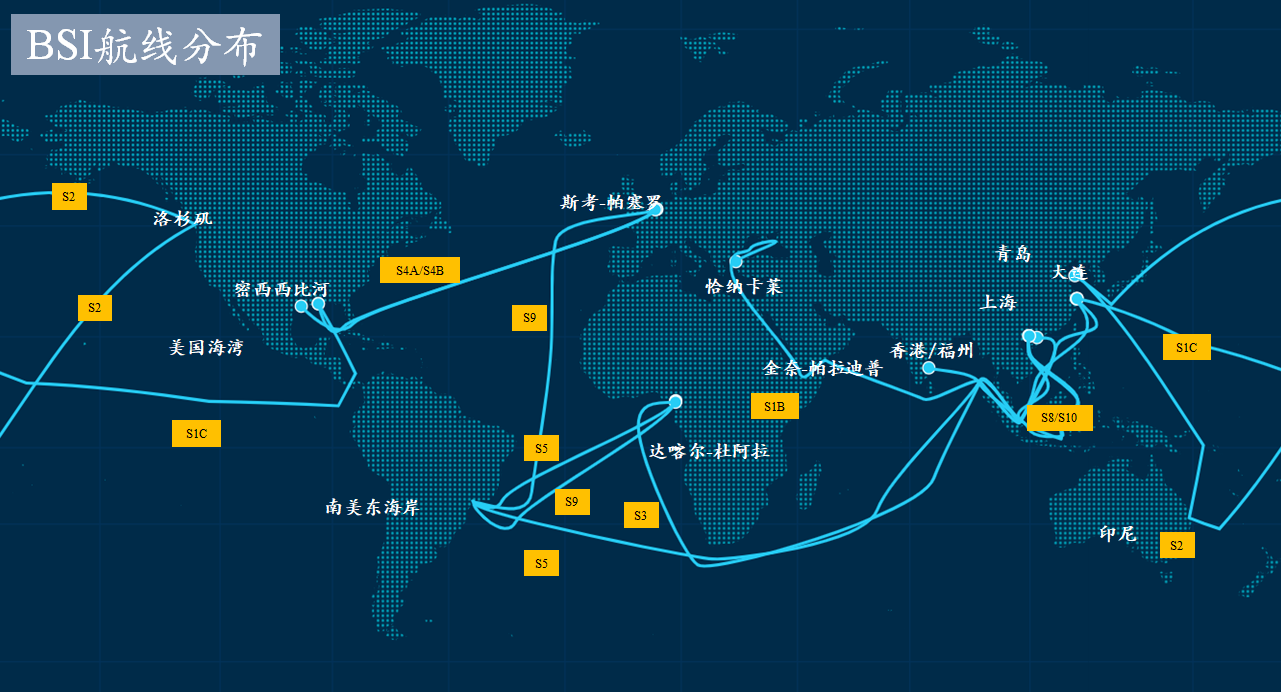 BSI航线分布
S2
斯考-帕塞罗
洛杉矶
青岛
S4A/S4B
大连
恰纳卡莱
密西西比河
上海
S2
S9
美国海湾
S1C
香港/福州
金奈-帕拉迪普
S1B
S8/S10
S1C
S5
达喀尔-杜阿拉
南美东海岸
S9
S3
印尼
S2
S5